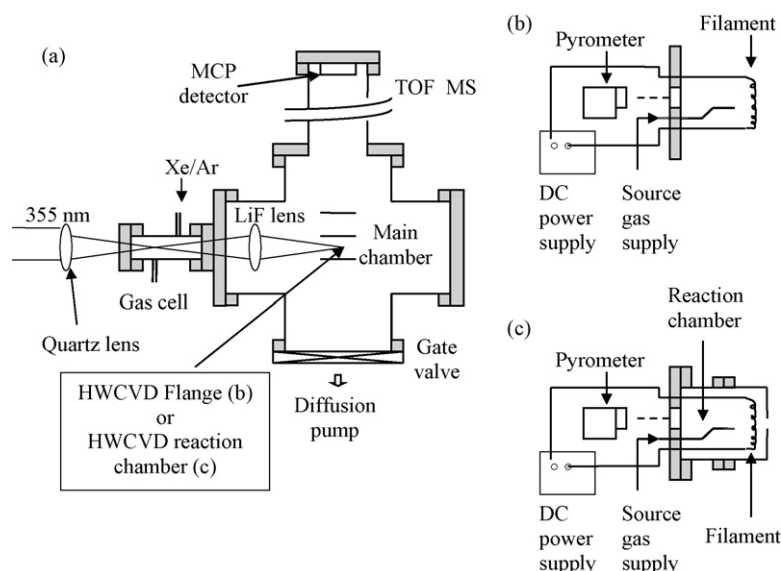 (a)
MCP
detector
TOF MS
Xe/Ar
355 nm
LiF lens
Main
chamber
Gas cell
Quartz lens
Gate
valve
HWCVD Flange (b)
or
HWCVD reaction
chamber (c)
Diffusion
pump
(b)
Filament
Pyrometer
DC
power
supply
Source
gas
supply
(c)
Reaction
chamber
Pyrometer
DC
power
supply
Source
gas
supply
Filament